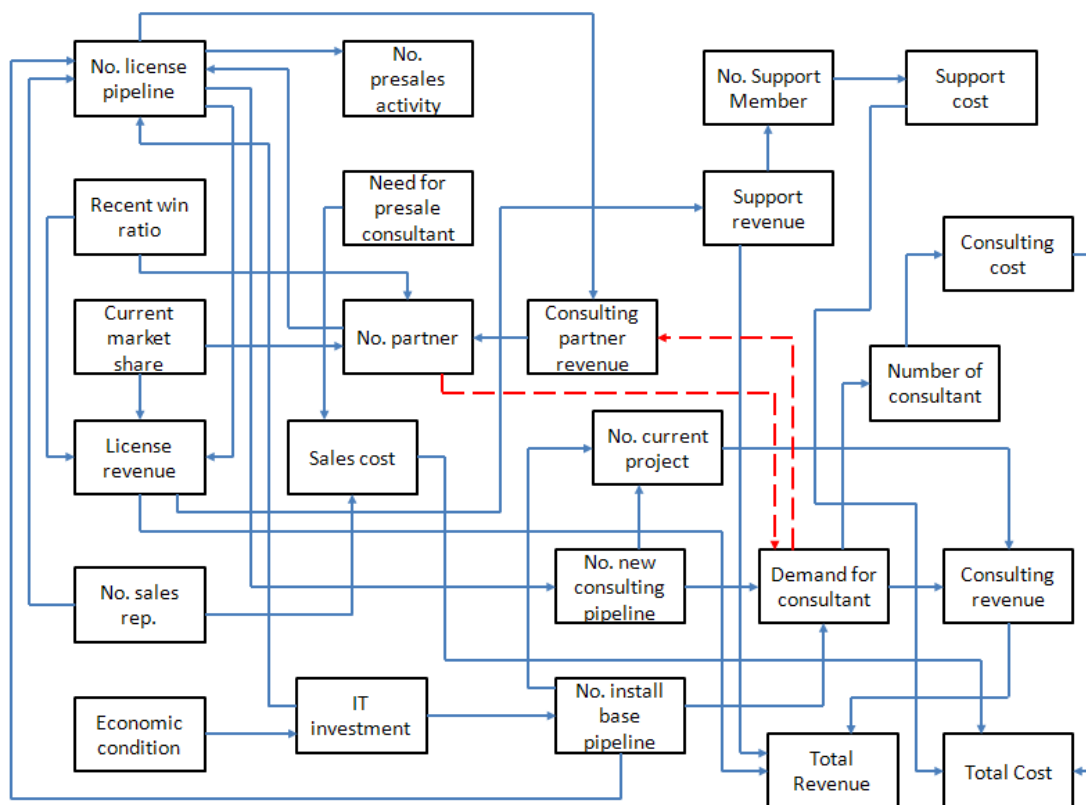 No. license
pipeline
No.
presales
activity
No. Support
Member
Support
cost
Recent win
ratio
Need for
presale
consultant
Support
revenue
Consulting
cost
Current
market
share
No. partner
Consulting
partner
revenue
Number of
consultant
License
revenue
Sales cost
No. current
project
No. sales
rep.
No. new
consulting
pipeline
Demand for
consultant
Consulting
revenue
Economic
condition
IT
investment
No. install
base
pipeline
Total
Revenue
Total Cost